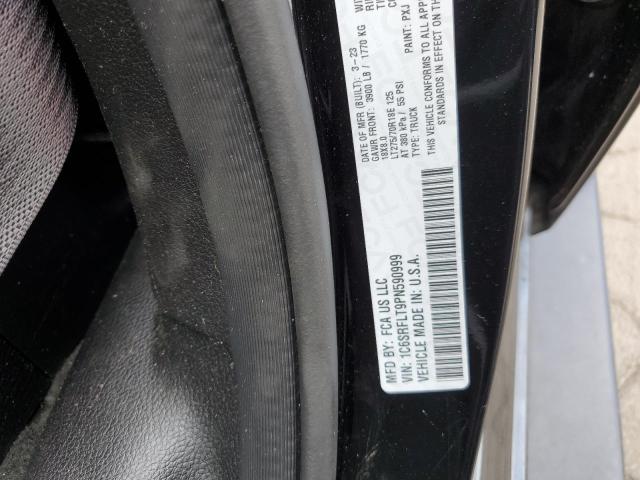 MFD BY: FCA US LLC
DATE OF MFR (BUILT): 3-23
GAWR FRONT: 3900 LB / 1770 KG
18X8.0
LT275/70R18E 125
AT 380 kPa / 55 PSI
TYPE: TRUCK
PAINT: PXJ
VIN: 1C6SRFLT9PN590999
THIS VEHICLE CONFORMS TO ALL APP
STANDARDS IN EFFECT ON THE
VEHICLE MADE IN: U.S.A.